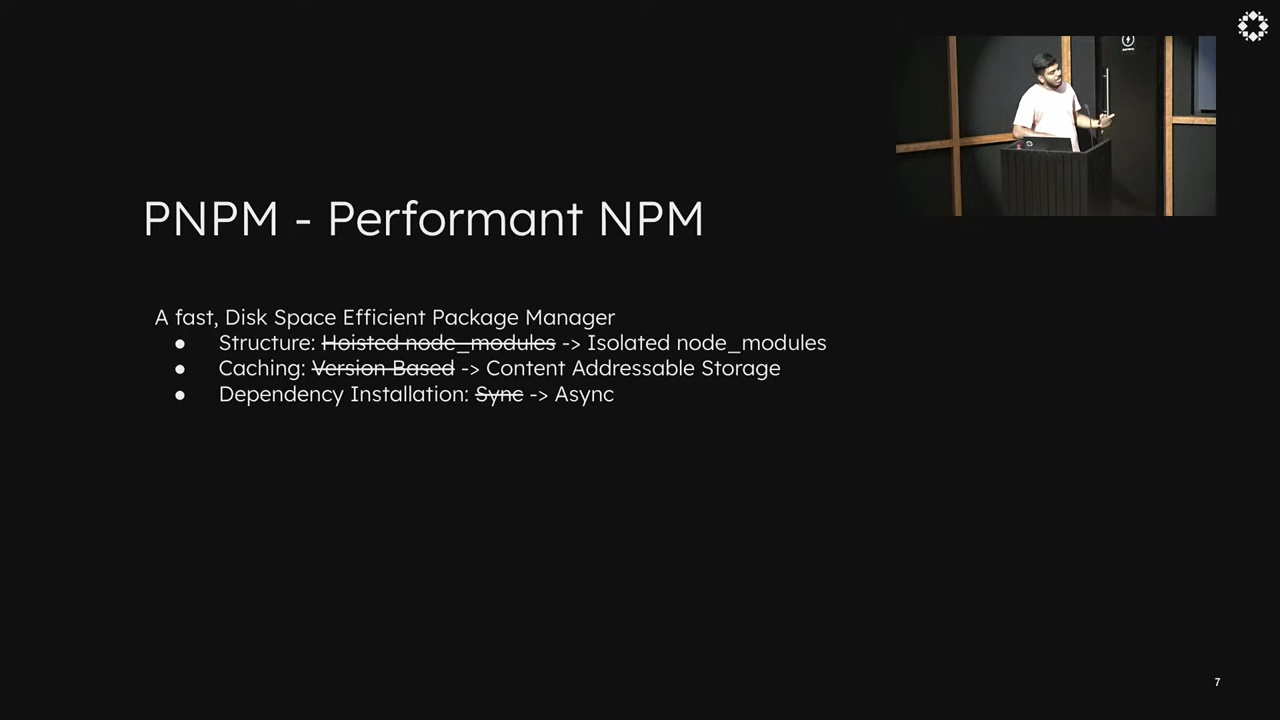 PNPM - Performant NPM
A fast, Disk Space Efficient Package Manager
● Structure: Hoisted node_modules -> Isolated node_modules
● Caching: Version Based -> Content Addressable Storage
● Dependency Installation: Sync -> Async
7